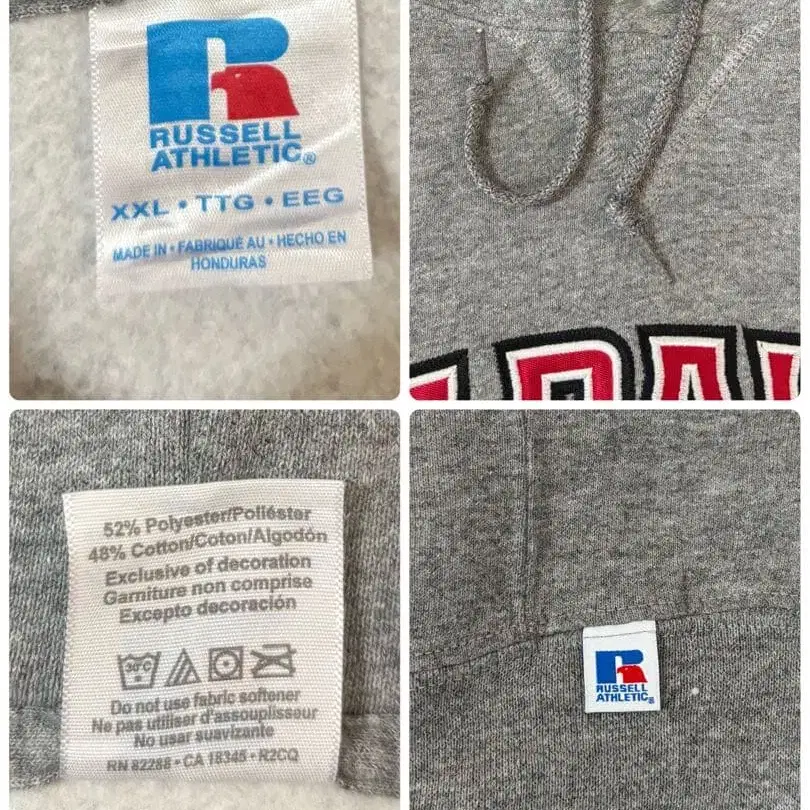 RUSSELL
ATHLETIC®
XXL • TTG • EEG
MADE IN • FABRIQUÉ AU • HECHO EN
HONDURAS
52% Polyester/Poliéster
48% Cotton/Coton/Algodón
Exclusive of decoration
Garniture non comprise
Excepto decoración
30°C
Do not use fabric softener
Ne pas utiliser d'assouplisseur
No usar suavizante
RN 82288 • CA 18345 • R2CQ
RUSSELL
ATHLETIC®